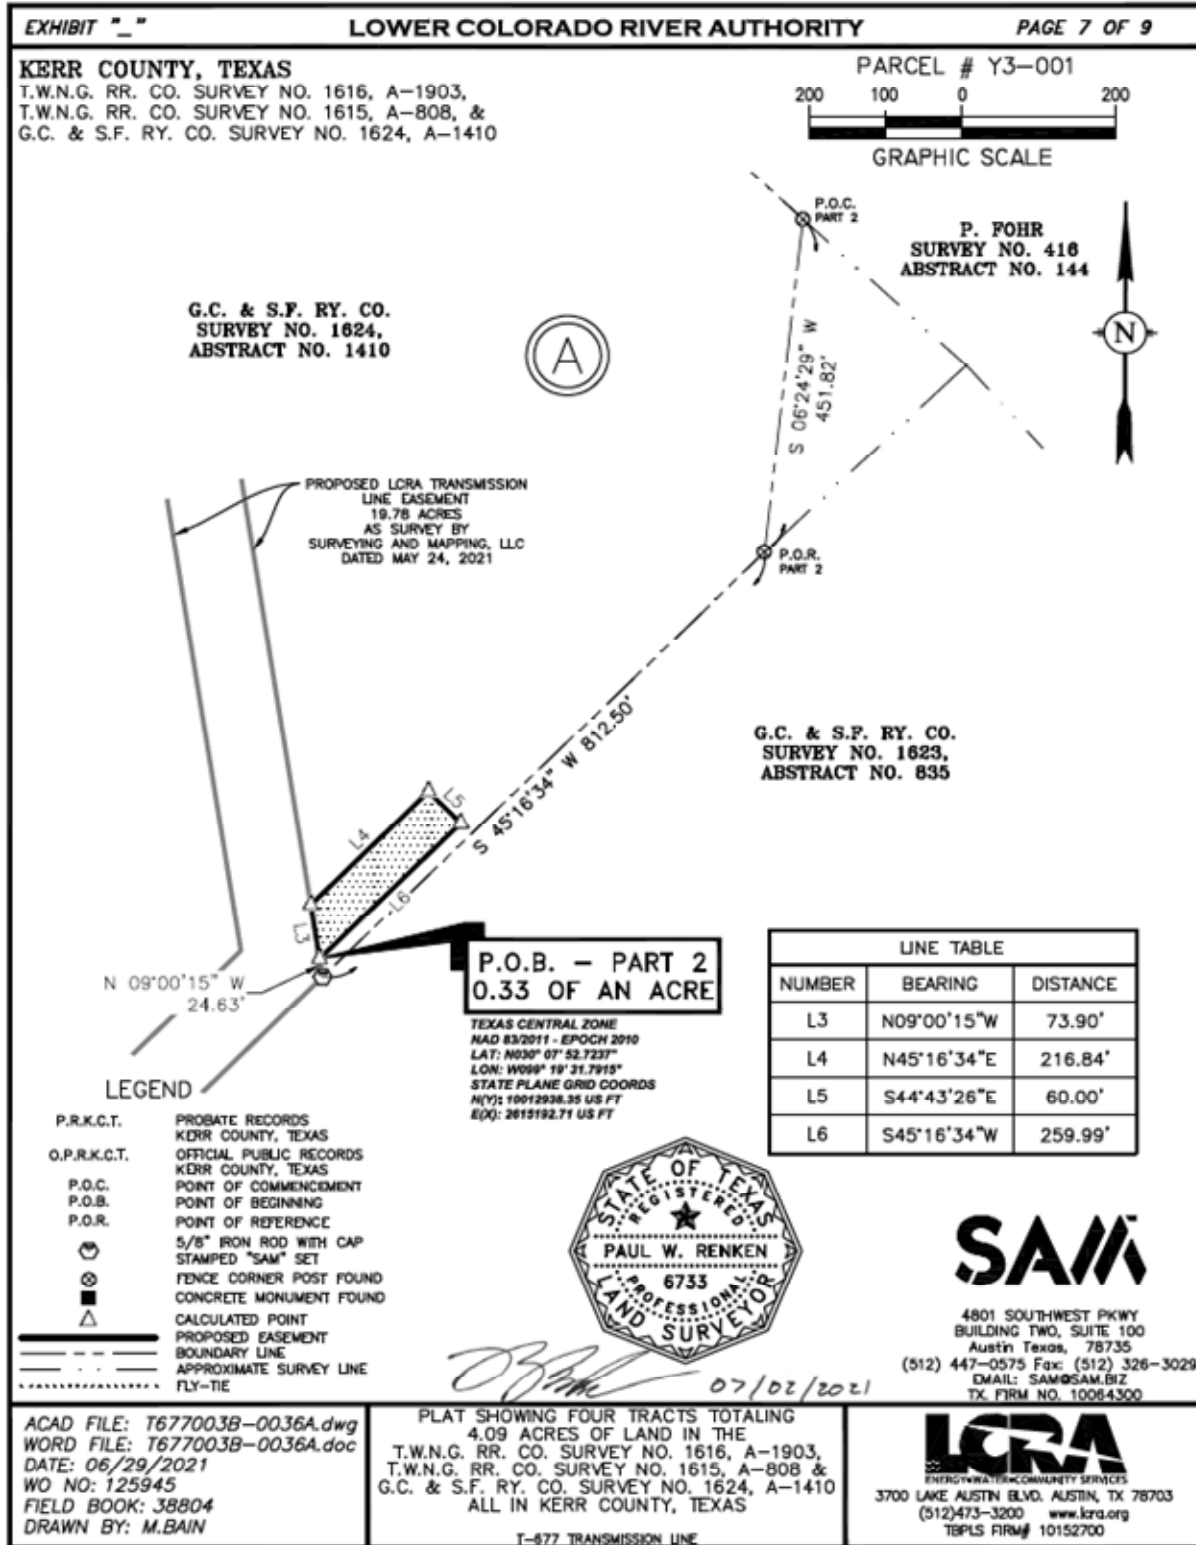 EXHIBIT "_"
LOWER COLORADO RIVER AUTHORITY
PAGE 7 OF 9
KERR COUNTY, TEXAS
T.W.N.G. RR. CO. SURVEY NO. 1616, A-1903,
T.W.N.G. RR. CO. SURVEY NO. 1615, A-808, &
G.C. & S.F. RY. CO. SURVEY NO. 1624, A-1410
PARCEL # Y3-001
200 100 0 200
GRAPHIC SCALE
P.O.C.
PART 2
P. FOHR
SURVEY NO. 416
ABSTRACT NO. 144
G.C. & S.F. RY. CO.
SURVEY NO. 1624,
ABSTRACT NO. 1410
A
N
S 06°24'29" W
451.82'
PROPOSED LCRA TRANSMISSION
LINE EASEMENT
19.78 ACRES
AS SURVEY BY
SURVEYING AND MAPPING, LLC
DATED MAY 24, 2021
P.O.R.
PART 2
S 45°16'34" W 812.50'
G.C. & S.F. RY. CO.
SURVEY NO. 1623,
ABSTRACT NO. 835
L5
L4
L6
L3
N 09°00'15" W
24.63'
P.O.B. - PART 2
0.33 OF AN ACRE
TEXAS CENTRAL ZONE
NAD 83/2011 - EPOCH 2010
LAT: N030° 07' 52.7237"
LON: W099° 19' 31.7915"
STATE PLANE GRID COORDS
N(Y): 10012938.35 US FT
E(X): 2615192.71 US FT
LINE TABLE
NUMBER BEARING DISTANCE
L3 N09°00'15"W 73.90'
L4 N45°16'34"E 216.84'
L5 S44°43'26"E 60.00'
L6 S45°16'34"W 259.99'
LEGEND
P.R.K.C.T. PROBATE RECORDS
KERR COUNTY, TEXAS
O.P.R.K.C.T. OFFICIAL PUBLIC RECORDS
KERR COUNTY, TEXAS
P.O.C. POINT OF COMMENCEMENT
P.O.B. POINT OF BEGINNING
P.O.R. POINT OF REFERENCE
5/8" IRON ROD WITH CAP
STAMPED "SAM" SET
FENCE CORNER POST FOUND
CONCRETE MONUMENT FOUND
CALCULATED POINT
PROPOSED EASEMENT
BOUNDARY LINE
APPROXIMATE SURVEY LINE
FLY-TIE
STATE OF TEXAS
REGISTERED
PAUL W. RENKEN
6733
PROFESSIONAL
LAND SURVEYOR
07/02/2021
SAM
4801 SOUTHWEST PKWY
BUILDING TWO, SUITE 100
Austin Texas, 78735
(512) 447-0575 Fax: (512) 326-3029
EMAIL: SAM@SAM.BIZ
TX. FIRM NO. 10064300
ACAD FILE: T677003B-0036A.dwg
WORD FILE: T677003B-0036A.doc
DATE: 06/29/2021
WO NO: 125945
FIELD BOOK: 38804
DRAWN BY: M.BAIN
PLAT SHOWING FOUR TRACTS TOTALING
4.09 ACRES OF LAND IN THE
T.W.N.G. RR. CO. SURVEY NO. 1616, A-1903,
T.W.N.G. RR. CO. SURVEY NO. 1615, A-808 &
G.C. & S.F. RY. CO. SURVEY NO. 1624, A-1410
ALL IN KERR COUNTY, TEXAS
T-677 TRANSMISSION LINE
LCRA
ENERGY•WATER•COMMUNITY SERVICES
3700 LAKE AUSTIN BLVD. AUSTIN, TX 78703
(512)473-3200 www.lcra.org
TBPLS FIRM# 10152700